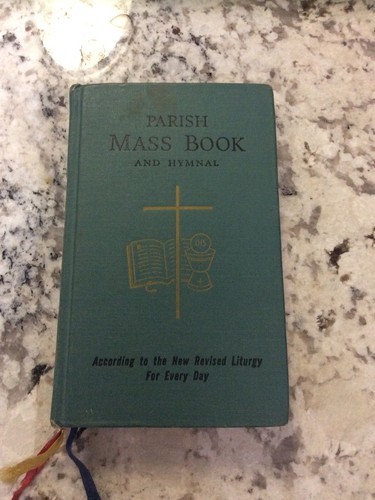 PARISH
MASS BOOK
AND HYMNAL
According to the New Revised Liturgy
For Every Day